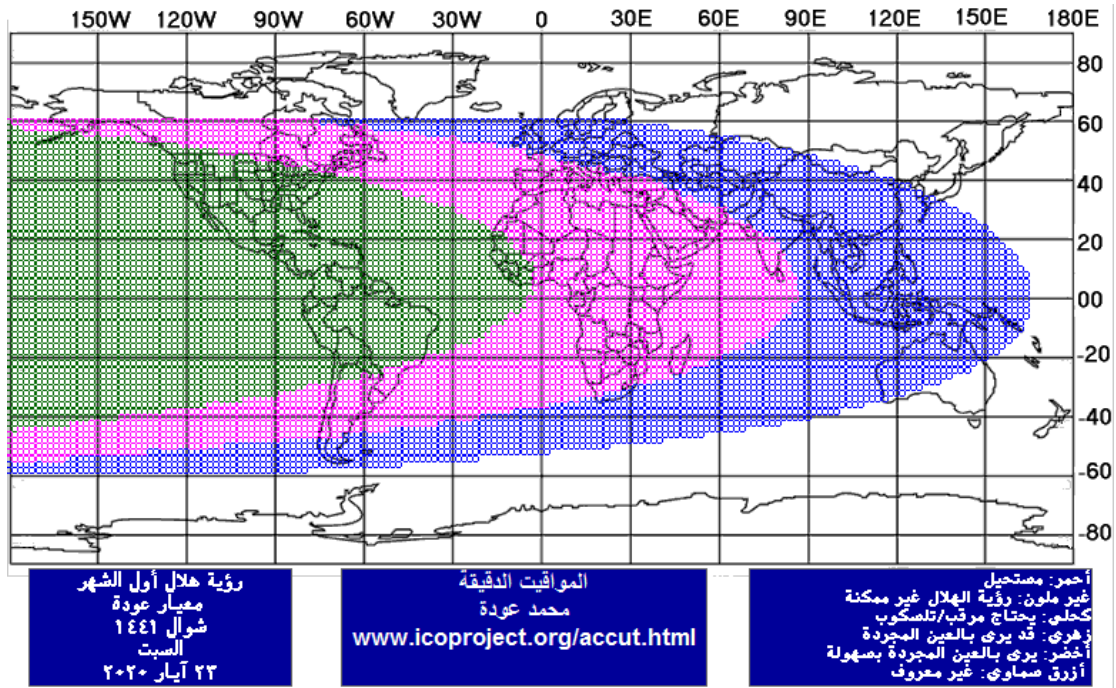 150W 120W 90W 60W 30W 0 30E 60E 90E 120E 150E 180E
80
60
40
20
00
-20
-40
-60
-80
رؤية هلال أول الشهر
معيار عودة
شوال ١٤٤١
السبت
٢٣ أيار ٢٠٢٠
المواقيت الدقيقة
محمد عودة
www.icoproject.org/accut.html
أحمر: مستحيل
غير ملون: رؤية الهلال غير ممكنة
كحلي: يحتاج مرقب/تلسكوب
زهري: قد يرى بالعين المجردة
أخضر: يرى بالعين المجردة بسهولة
أزرق سماوي: غير معروف